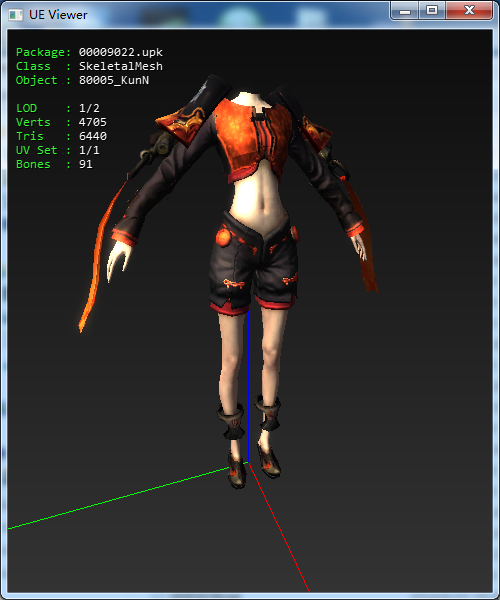 UE Viewer
Package: 00009022.upk
Class : SkeletalMesh
Object : 80005_KunN
LOD : 1/2
Verts : 4705
Tris : 6440
UV Set : 1/1
Bones : 91